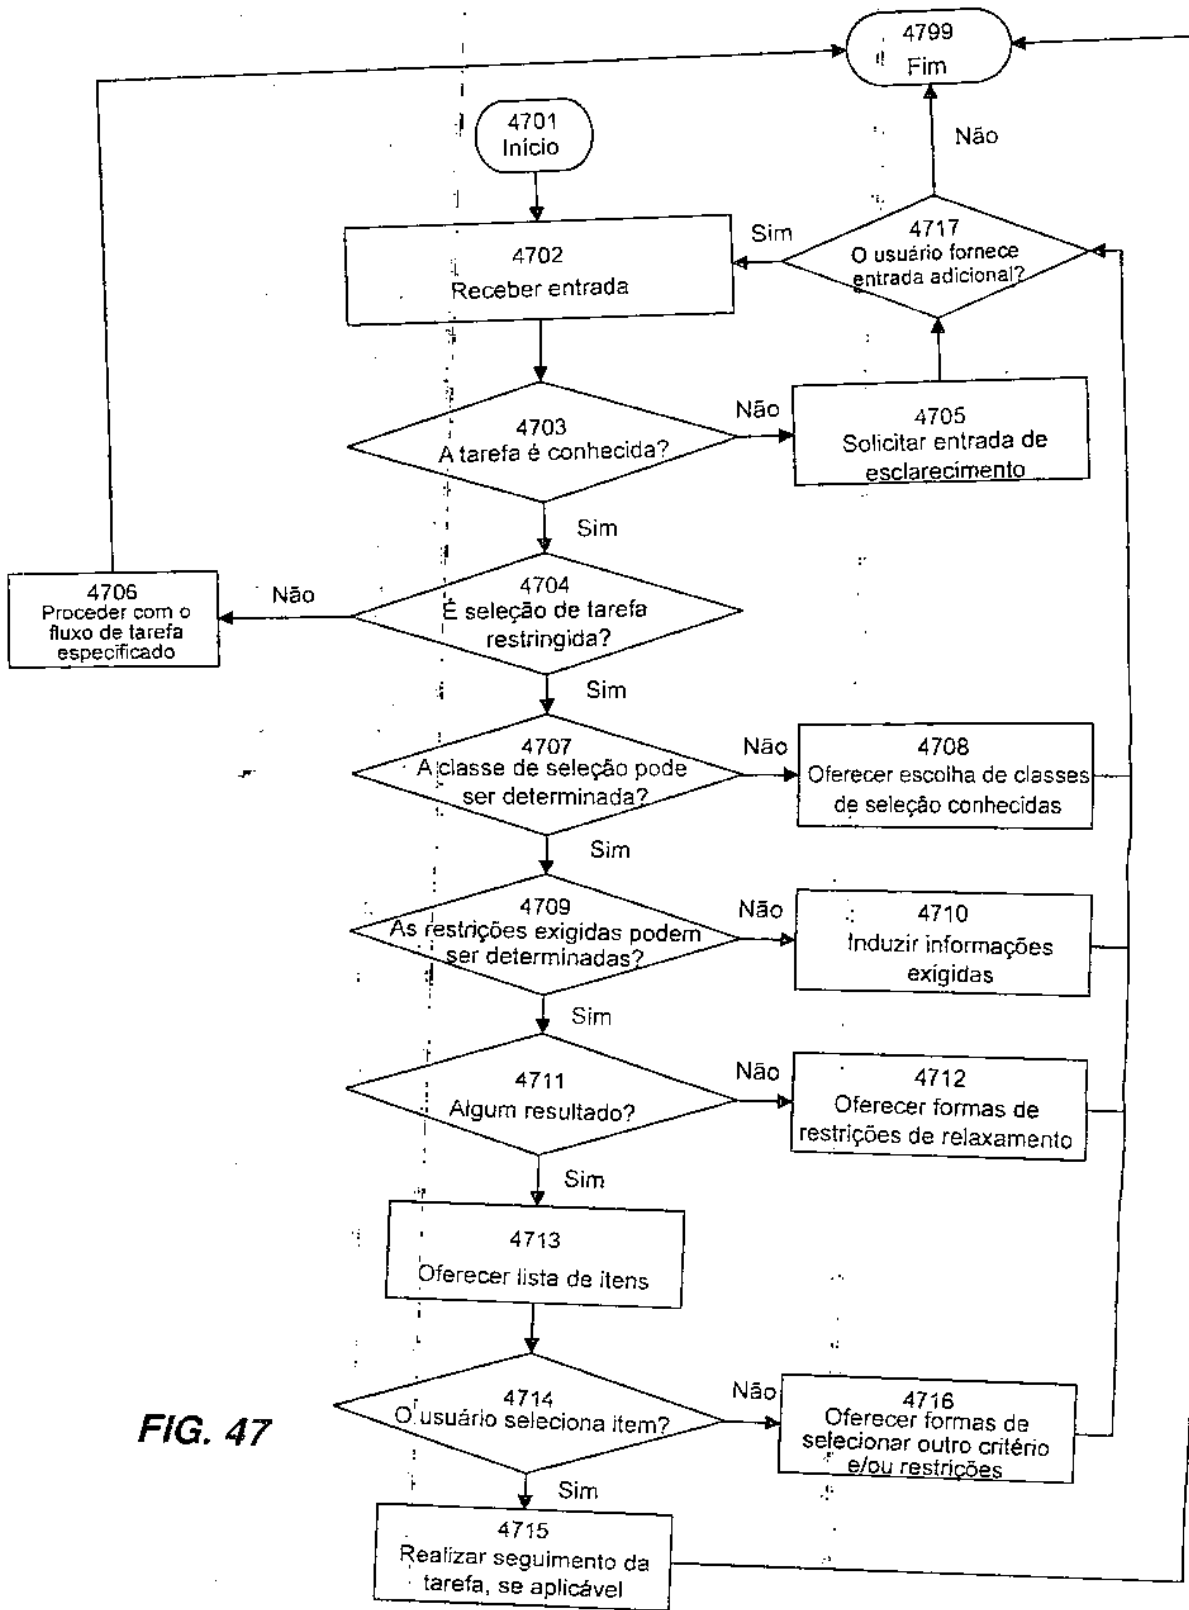 4799
Fim
4701
Início
Não
Sim
4717
O usuário fornece
entrada adicional?
4702
Receber entrada
4703
A tarefa é conhecida?
Não
4705
Solicitar entrada de
esclarecimento
Sim
4706
Proceder com o
fluxo de tarefa
especificado
Não
4704
É seleção de tarefa
restringida?
Sim
4707
A classe de seleção pode
ser determinada?
Não
4708
Oferecer escolha de classes
de seleção conhecidas
Sim
4709
As restrições exigidas podem
ser determinadas?
Não
4710
Induzir informações
exigidas
Sim
4711
Algum resultado?
Não
4712
Oferecer formas de
restrições de relaxamento
Sim
4713
Oferecer lista de itens
4714
O usuário seleciona item?
Não
4716
Oferecer formas de
selecionar outro critério
e/ou restrições
FIG. 47
Sim
4715
Realizar seguimento da
tarefa, se aplicável